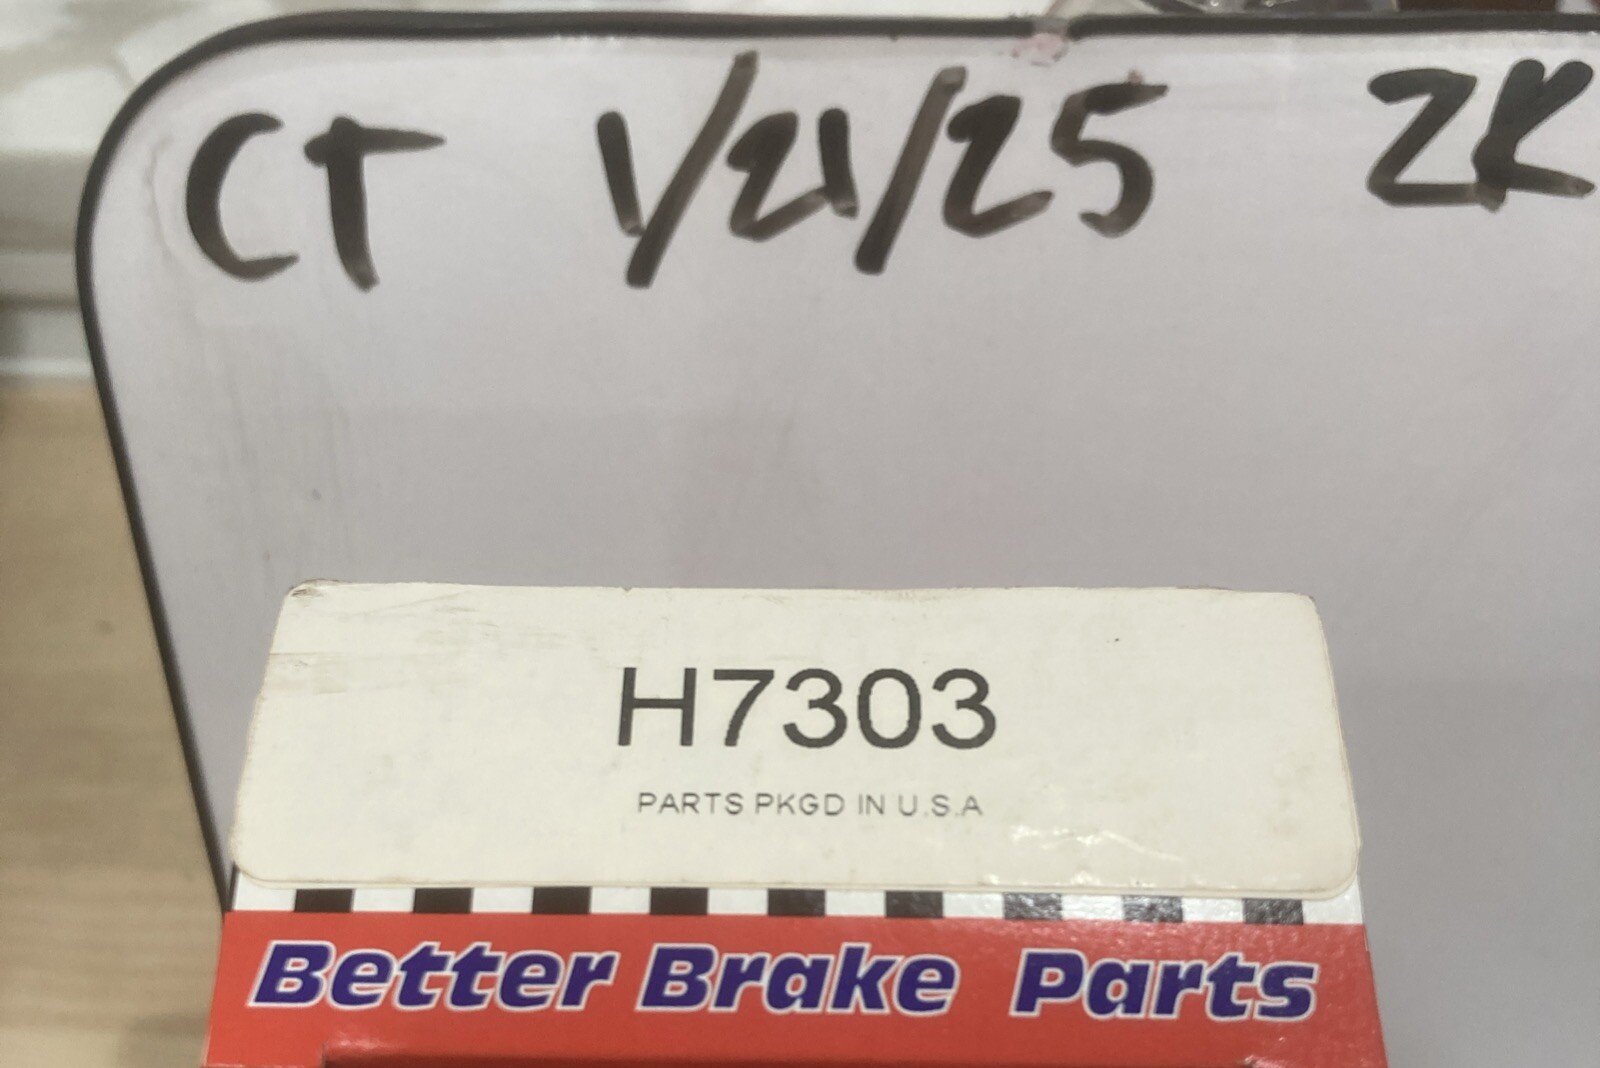 CT 1/21/25 ZK
H7303
PARTS PKGD IN U.S.A
Better Brake Parts